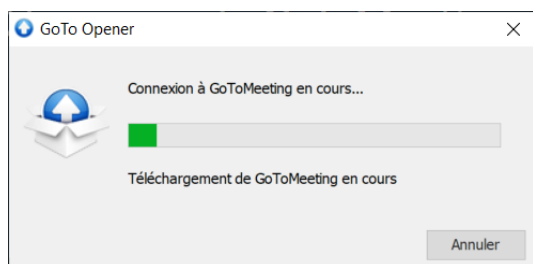 GoTo Opener
Connexion à GoToMeeting en cours...
Téléchargement de GoToMeeting en cours
Annuler